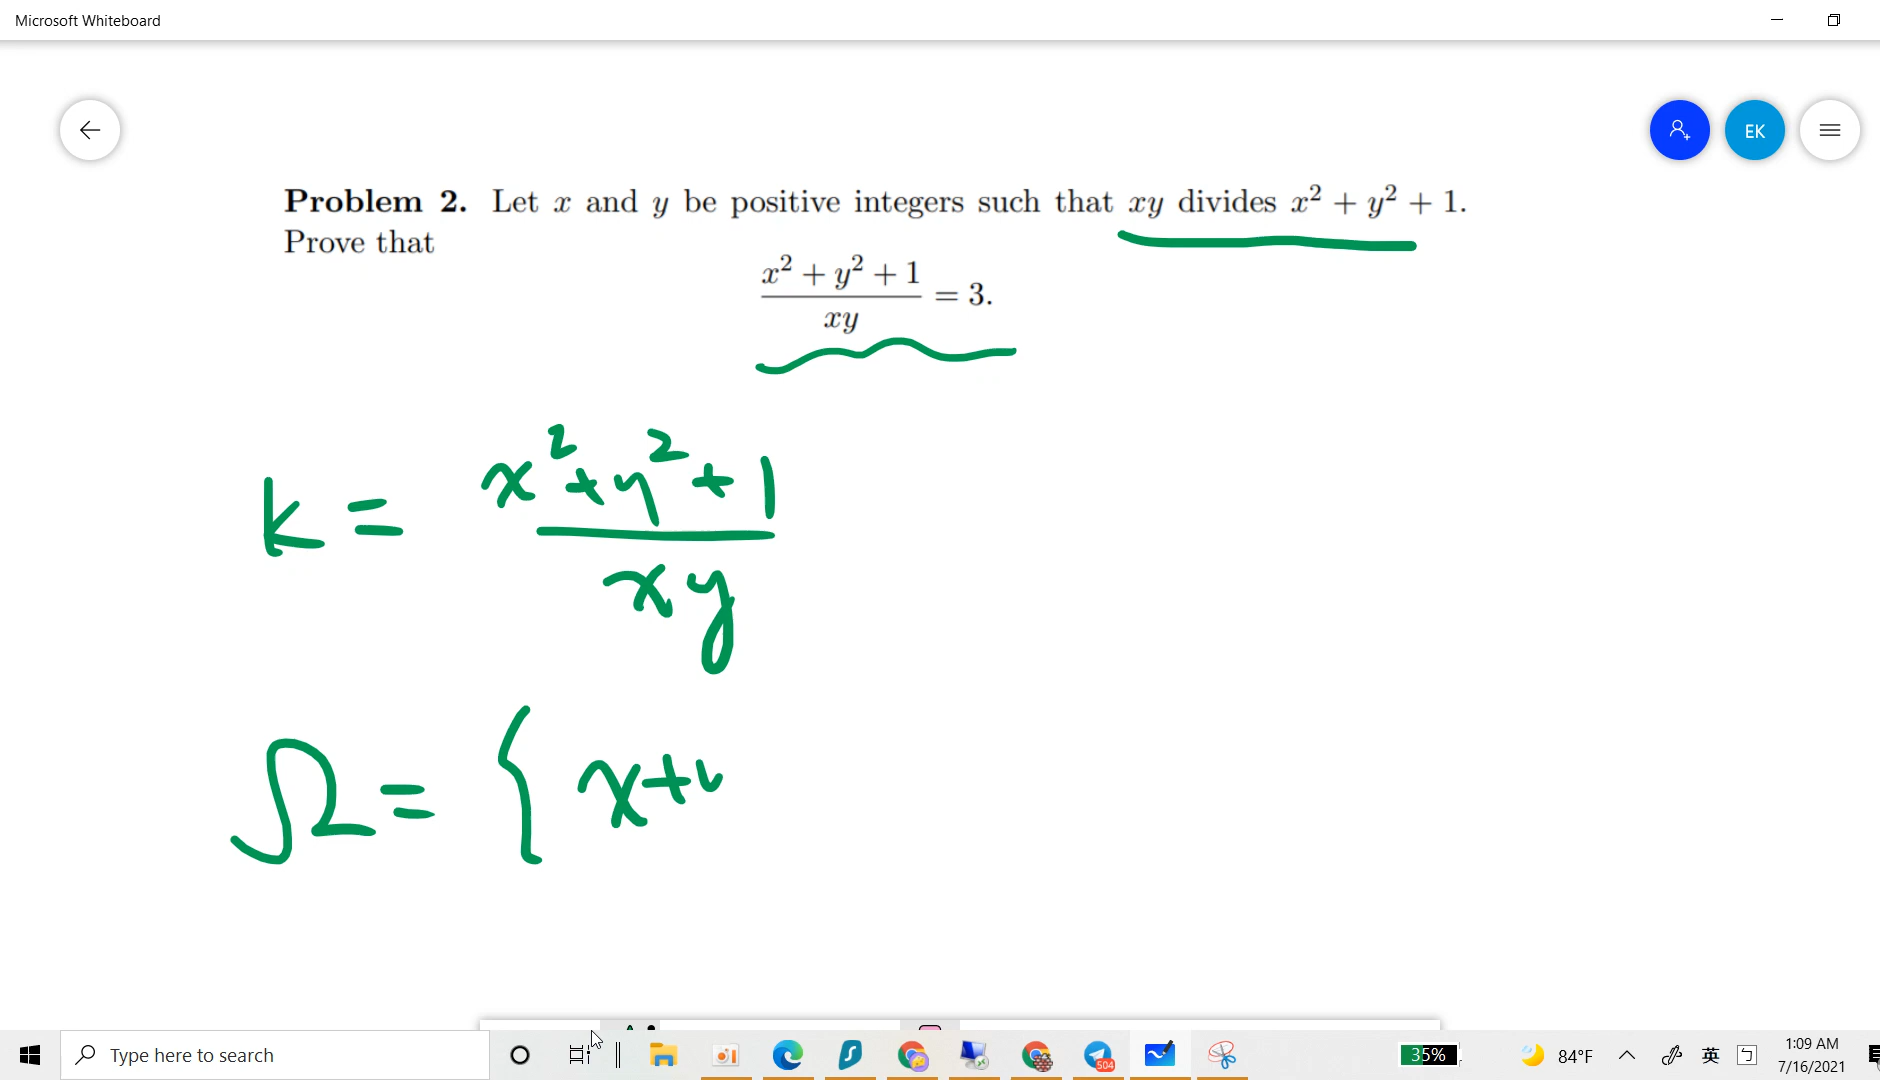 Microsoft Whiteboard
EK
Problem 2. Let x and y be positive integers such that xy divides x² + y² + 1.
Prove that
x² + y² + 1
= 3.
xy
k = x² + y² + 1
xy
Ω = { x +
Type here to search
504
35%
84°F
英
1:09 AM
7/16/2021